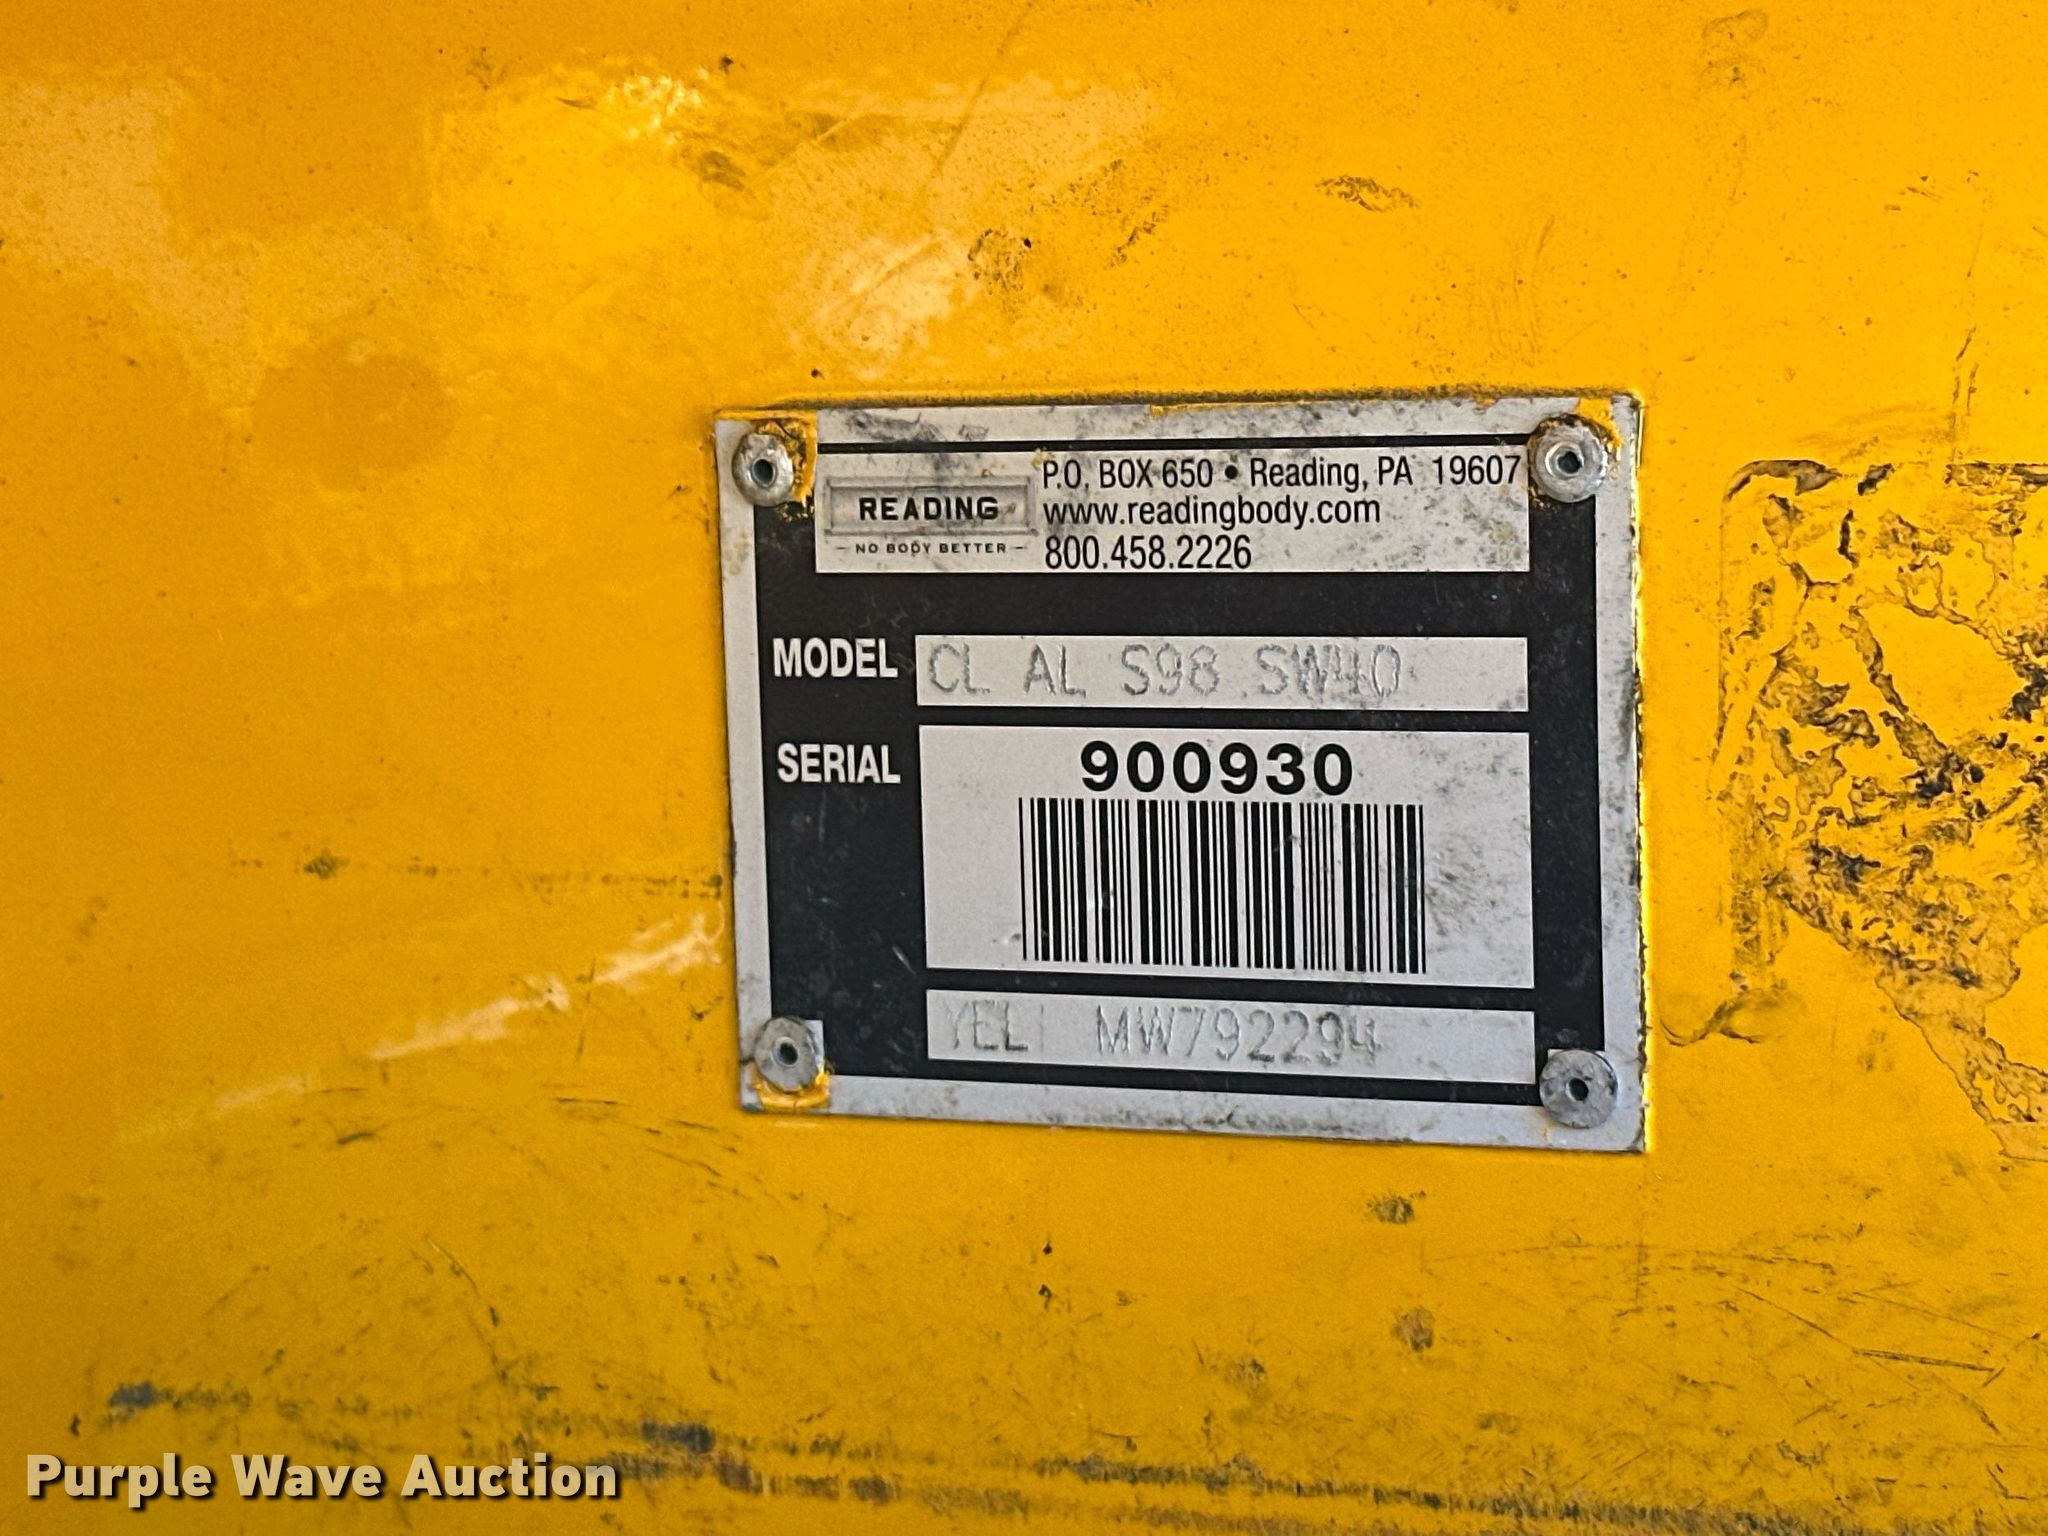 READING
NO BODY BETTER
P.O. BOX 650 • Reading, PA 19607
www.readingbody.com
800.458.2226
MODEL CL AL S98 SW40
SERIAL 900930
YEL MW792294
Purple Wave Auction